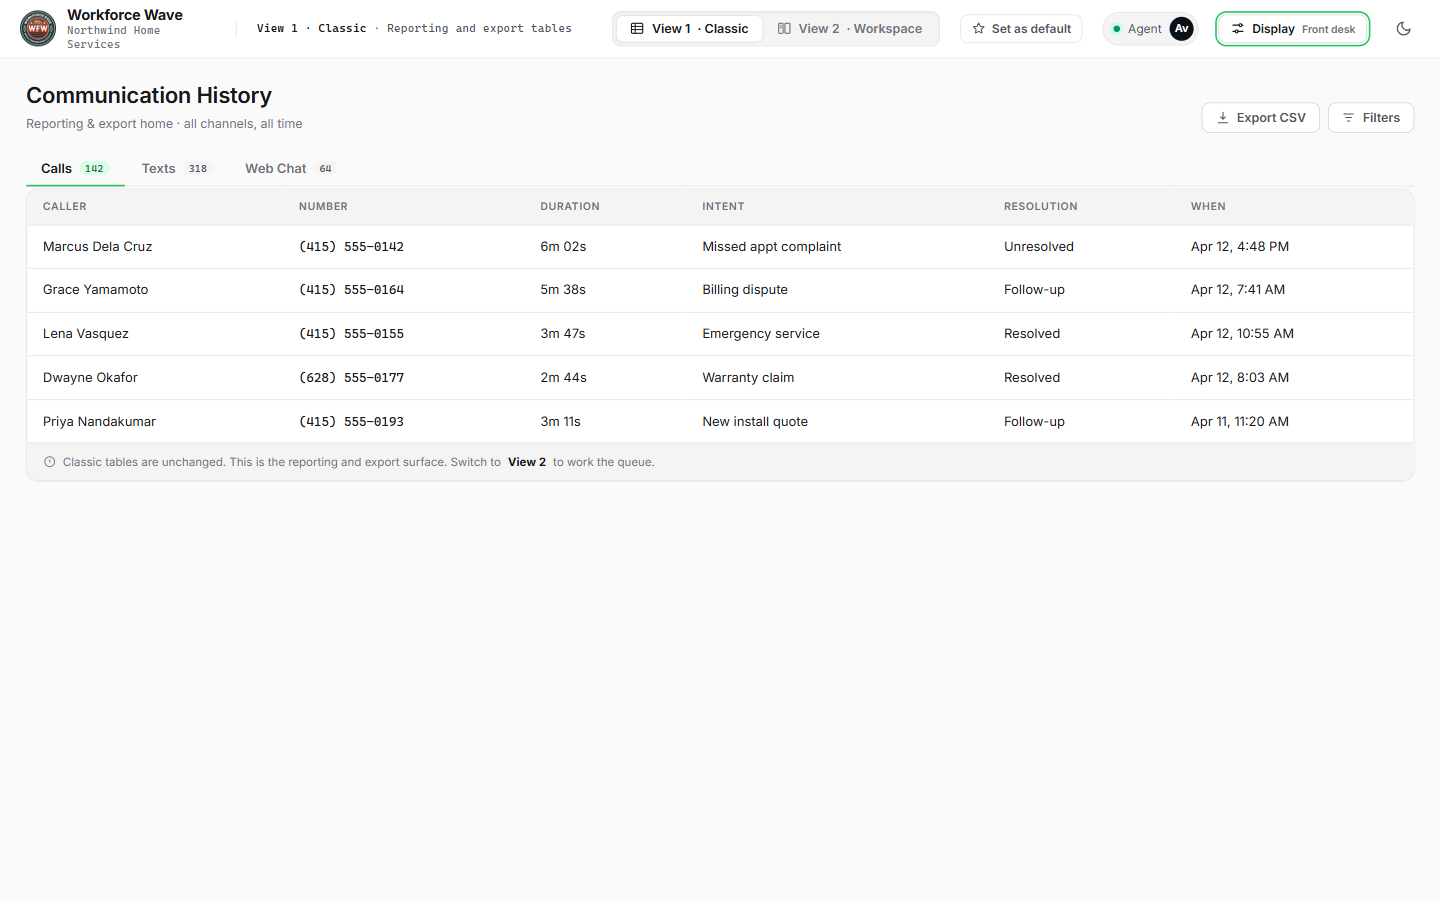 WFW
Workforce Wave
Northwind Home
Services
View 1 · Classic · Reporting and export tables
View 1 · Classic
View 2 · Workspace
Set as default
Agent
Av
Display Front desk
Communication History
Reporting & export home · all channels, all time
Export CSV
Filters
Calls 142
Texts 318
Web Chat 64
CALLER NUMBER DURATION INTENT RESOLUTION WHEN
Marcus Dela Cruz (415) 555-0142 6m 02s Missed appt complaint Unresolved Apr 12, 4:48 PM
Grace Yamamoto (415) 555-0164 5m 38s Billing dispute Follow-up Apr 12, 7:41 AM
Lena Vasquez (415) 555-0155 3m 47s Emergency service Resolved Apr 12, 10:55 AM
Dwayne Okafor (628) 555-0177 2m 44s Warranty claim Resolved Apr 12, 8:03 AM
Priya Nandakumar (415) 555-0193 3m 11s New install quote Follow-up Apr 11, 11:20 AM
Classic tables are unchanged. This is the reporting and export surface. Switch to View 2 to work the queue.